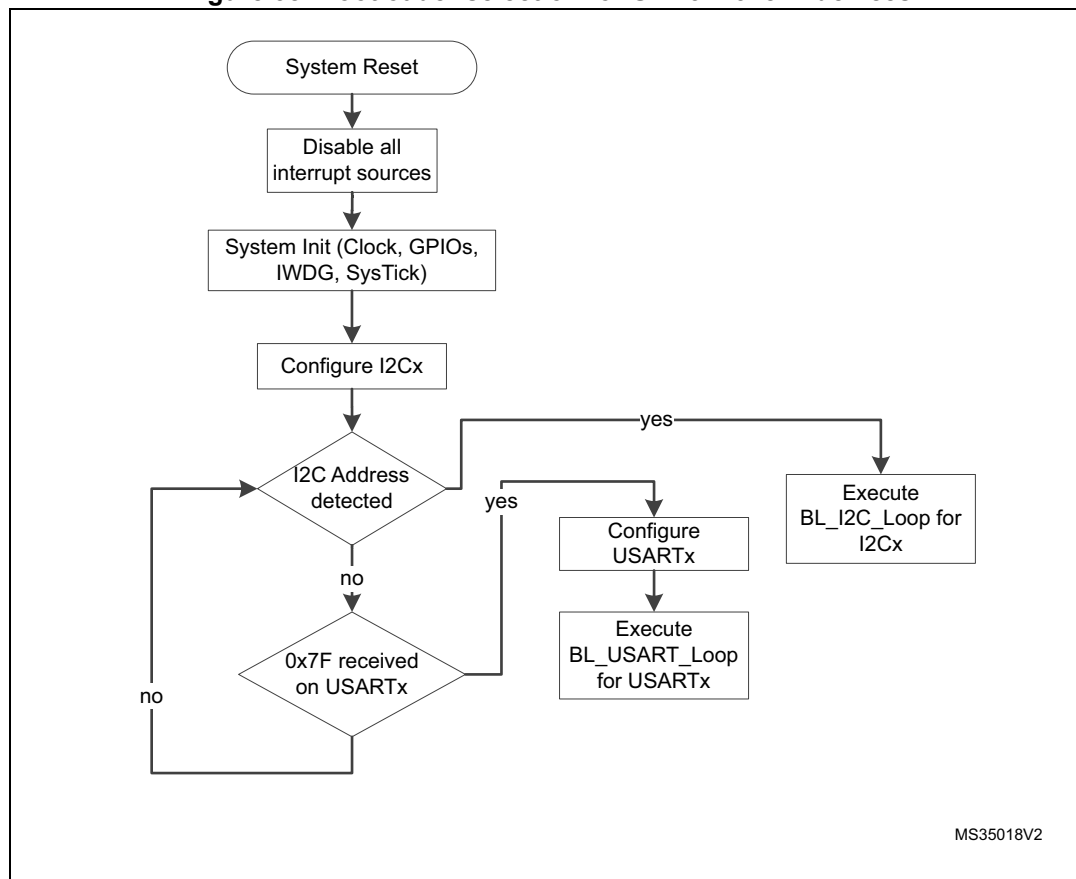 System Reset
Disable all
interrupt sources
System Init (Clock, GPIOs,
IWDG, SysTick)
Configure I2Cx
yes
I2C Address
detected
yes
Execute
BL_I2C_Loop for
I2Cx
Configure
USARTx
no
Execute
BL_USART_Loop
for USARTx
0x7F received
on USARTx
no
MS35018V2